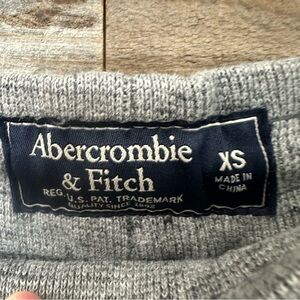 Abercrombie
& Fitch
REG. U.S. PAT. TRADEMARK
QUALITY SINCE 1892
XS
MADE IN
CHINA